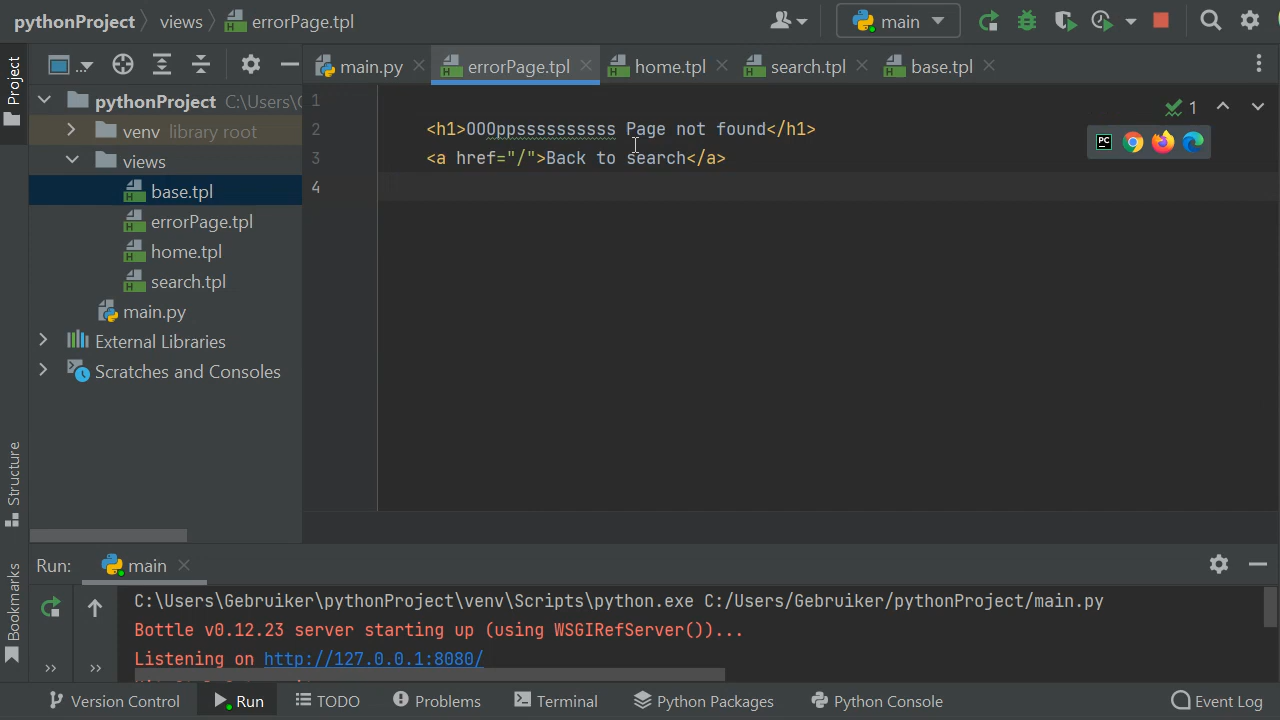 pythonProject views errorPage.tpl main
Project
pythonProject C:\Users\
main.py errorPage.tpl home.tpl search.tpl base.tpl
venv library root
views
base.tpl
errorPage.tpl
home.tpl
search.tpl
main.py
External Libraries
Scratches and Consoles
1
2 <h1>OOOppssssssssss Page not found</h1>
3 <a href="/">Back to search</a>
4
1
PC
Structure
Bookmarks
Run: main
C:\Users\Gebruiker\pythonProject\venv\Scripts\python.exe C:/Users/Gebruiker/pythonProject/main.py
Bottle v0.12.23 server starting up (using WSGIRefServer())...
Listening on http://127.0.0.1:8080/
Version Control Run TODO Problems Terminal Python Packages Python Console Event Log